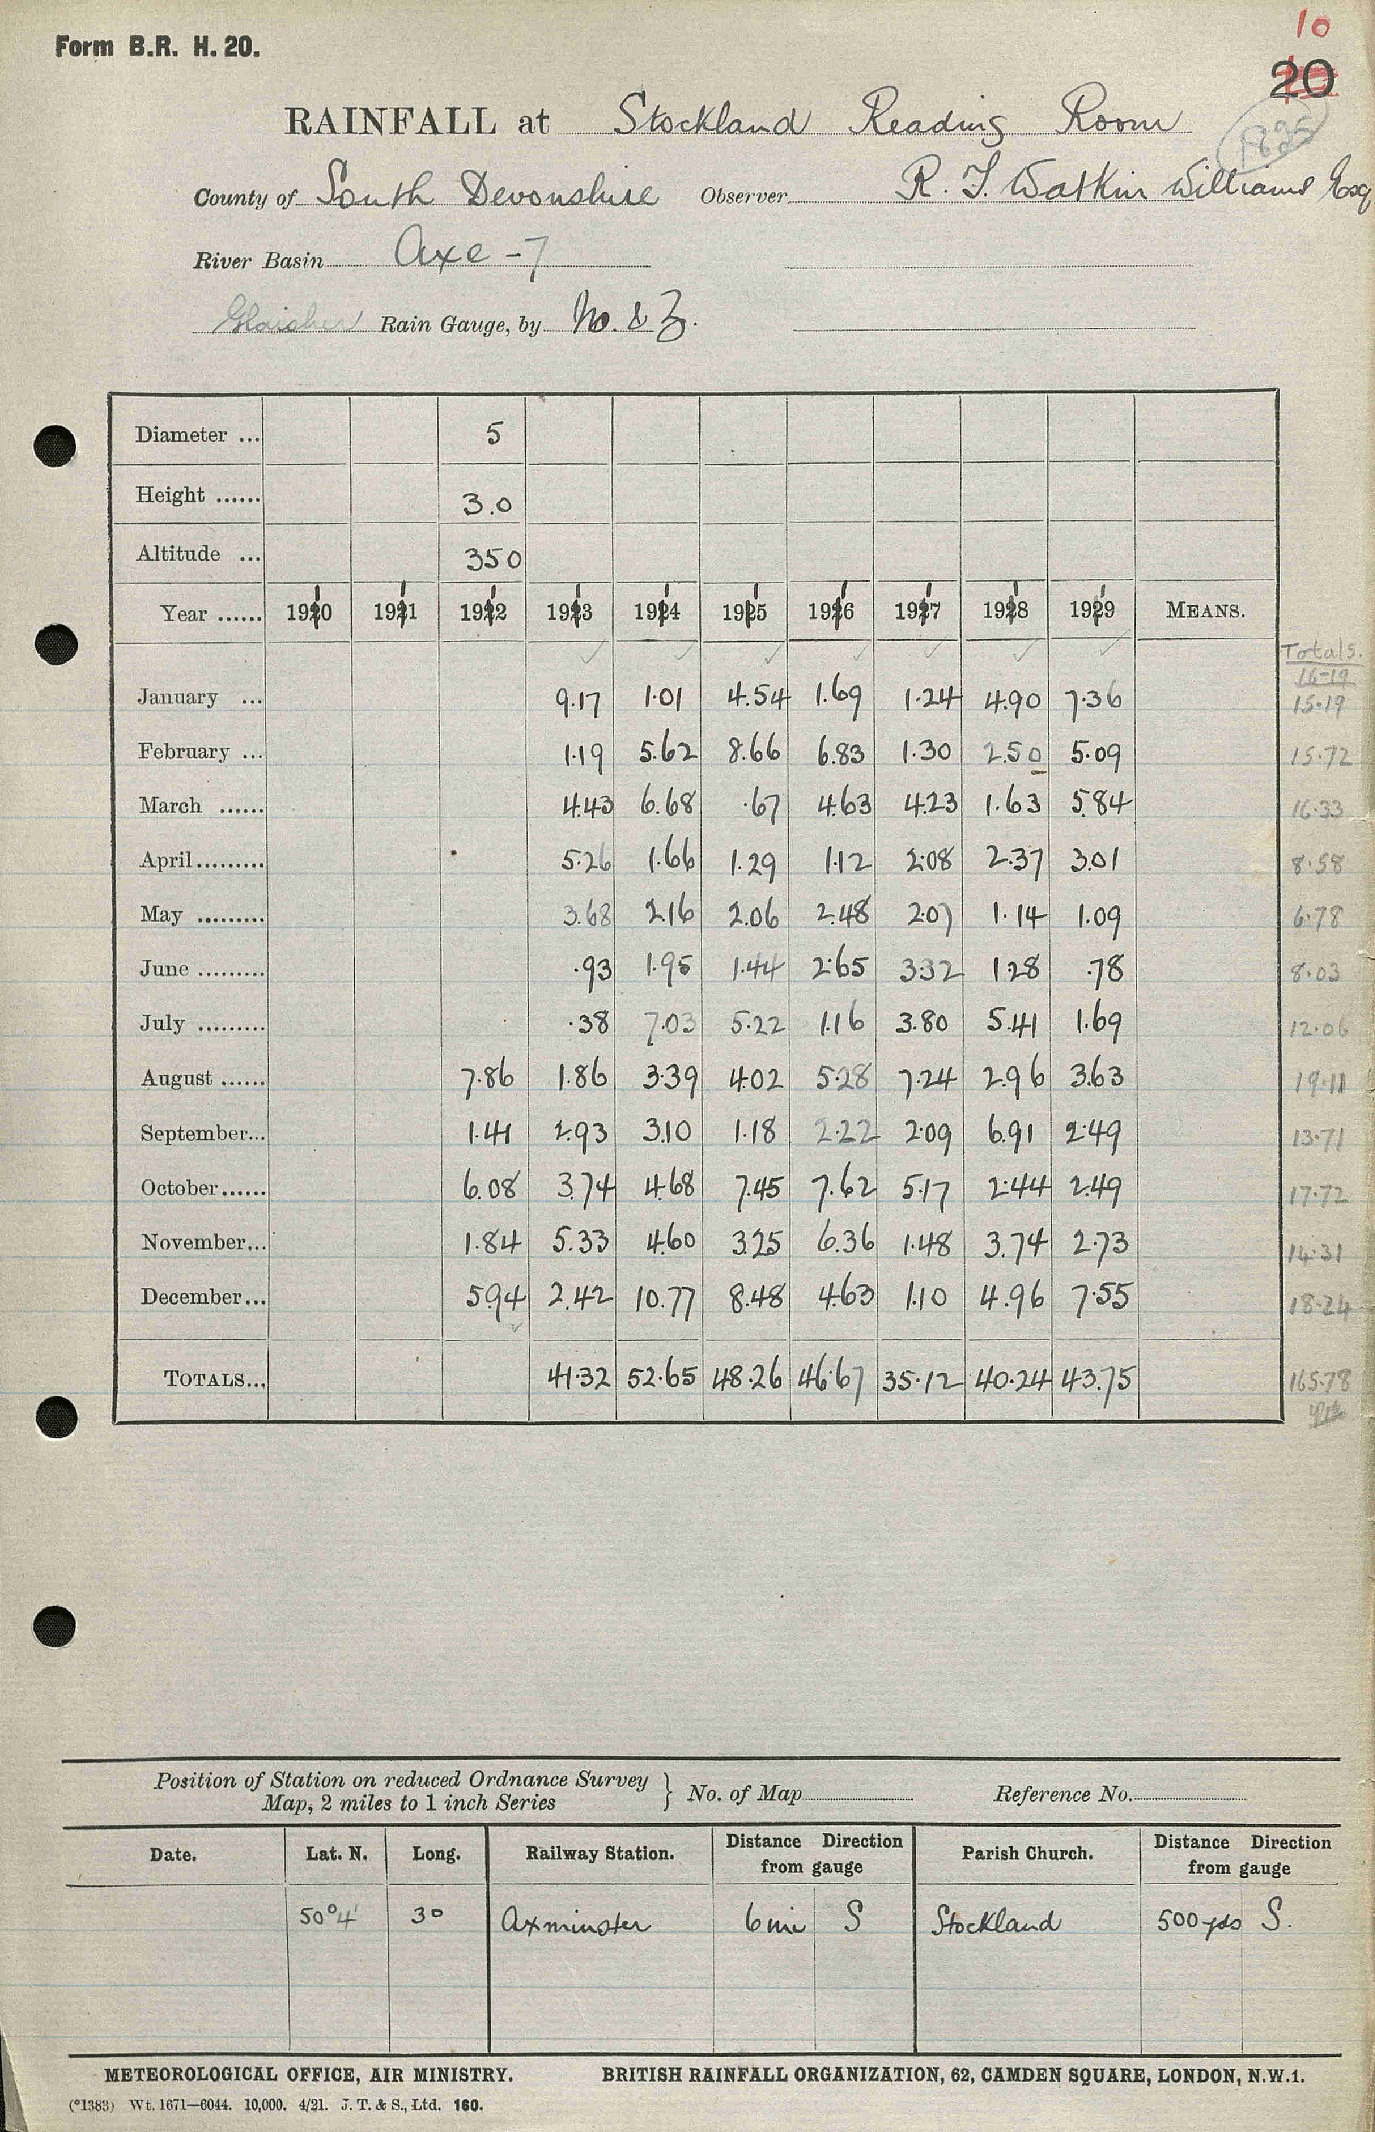 10
Form B.R. H. 20.
20
RAINFALL at Stockland Reading Room
County of South Devonshire Observer R. T. Watkin Williams Esq
River Basin Axe - 7
Glaisher Rain Gauge, by N. & Z.
Diameter ... 5
Height ...... 3.0
Altitude ... 350
Year ...... 1910 1911 1912 1913 1914 1915 1916 1917 1918 1919 MEANS.
Totals.
16-19
January ... 9.17 1.01 4.54 1.69 1.24 4.90 7.36 15.19
February ... 1.19 5.62 8.66 6.83 1.30 2.50 5.09 15.72
March ...... 4.43 6.68 .67 4.63 4.23 1.63 5.84 16.33
April ......... 5.26 1.66 1.29 1.12 2.08 2.37 3.01 8.58
May ......... 3.68 2.16 2.06 2.48 2.07 1.14 1.09 6.78
June ......... .93 1.95 1.44 2.65 3.32 1.28 .78 8.03
July ......... .38 7.03 5.22 1.16 3.80 5.41 1.69 12.06
August ...... 7.86 1.86 3.39 4.02 5.28 7.24 2.96 3.63 19.11
September... 1.41 2.93 3.10 1.18 2.22 2.09 6.91 2.49 13.71
October...... 6.08 3.74 4.68 7.45 7.62 5.17 2.44 2.49 17.72
November... 1.84 5.33 4.60 3.25 6.36 1.48 3.74 2.73 14.31
December... 5.94 2.42 10.77 8.48 4.63 1.10 4.96 7.55 18.24
TOTALS... 41.32 52.65 48.26 46.67 35.12 40.24 43.75 165.78
Position of Station on reduced Ordnance Survey
Map, 2 miles to 1 inch Series } No. of Map Reference No.
Date. Lat. N. Long. Railway Station. Distance Direction from gauge Parish Church. Distance Direction from gauge
50°4' 3° Axminster 6 mi S Stockland 500 yds S.
METEOROLOGICAL OFFICE, AIR MINISTRY. BRITISH RAINFALL ORGANIZATION, 62, CAMDEN SQUARE, LONDON, N.W.1.
(*1383) Wt. 1671—6044. 10,000. 4/21. J. T. & S., Ltd. 160.